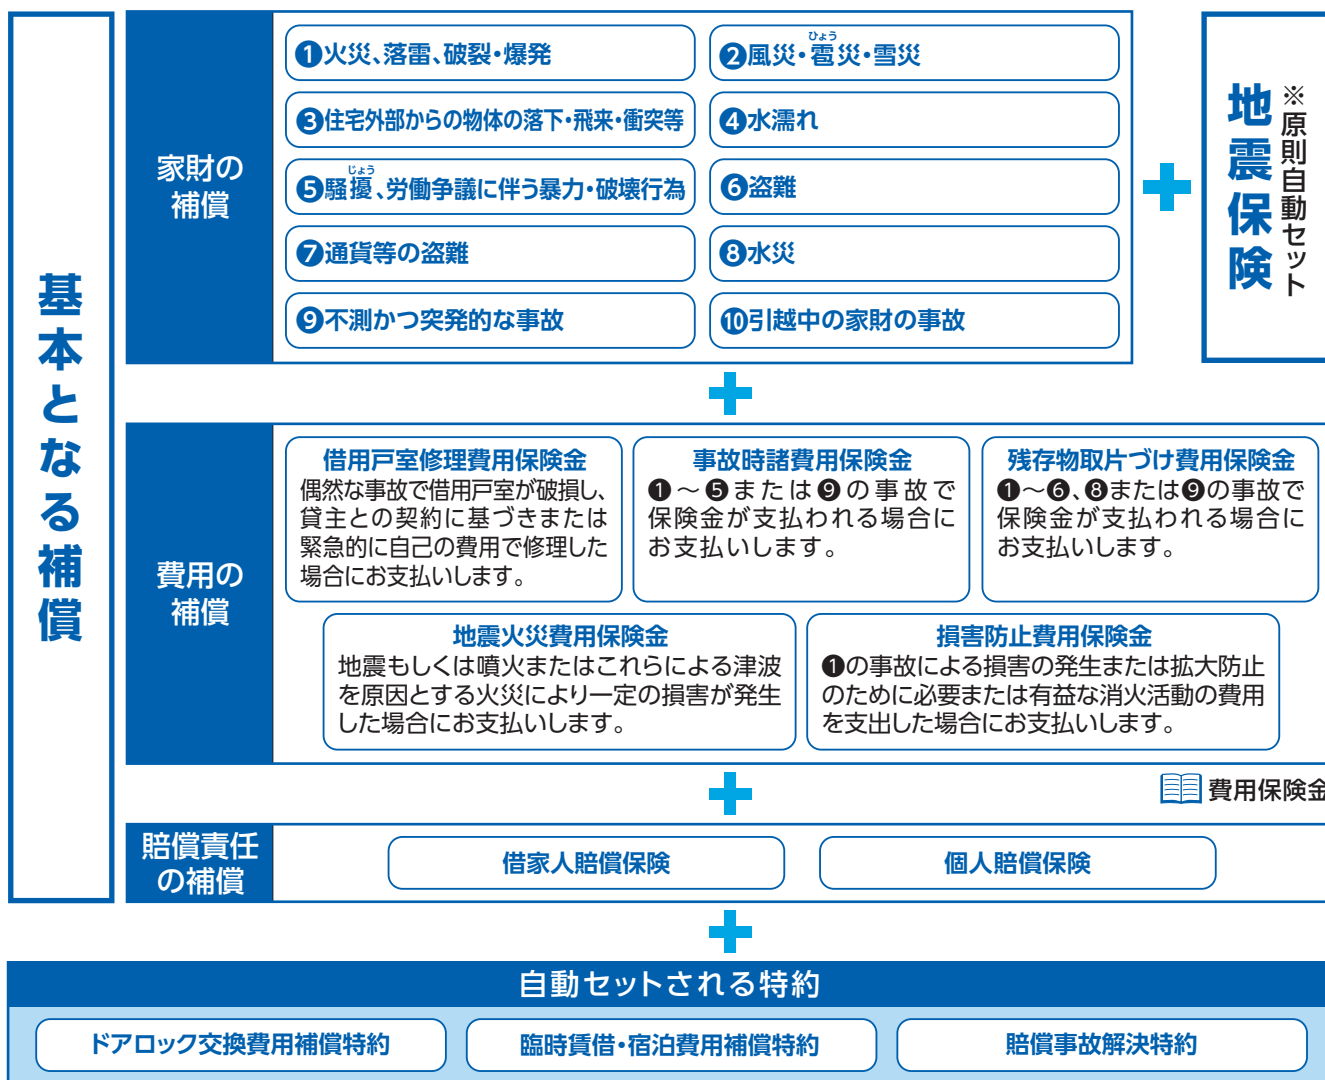 基本となる補償
家財の
補償
❶火災、落雷、破裂・爆発
ひょう
❷風災・雹災・雪災
❸住宅外部からの物体の落下・飛来・衝突等
❹水濡れ
じょう
❺騒擾、労働争議に伴う暴力・破壊行為
❻盗難
❼通貨等の盗難
❽水災
❾不測かつ突発的な事故
❿引越中の家財の事故
地震保険
※原則自動セット
費用の
補償
借用戸室修理費用保険金
偶然な事故で借用戸室が破損し、
貸主との契約に基づきまたは
緊急的に自己の費用で修理した
場合にお支払いします。
事故時諸費用保険金
❶～❺または❾の事故で
保険金が支払われる場合に
お支払いします。
残存物取片づけ費用保険金
❶～❻、❽または❾の事故で
保険金が支払われる場合に
お支払いします。
地震火災費用保険金
地震もしくは噴火またはこれらによる津波
を原因とする火災により一定の損害が発生
した場合にお支払いします。
損害防止費用保険金
❶の事故による損害の発生または拡大防止
のために必要または有益な消火活動の費用
を支出した場合にお支払いします。
費用保険金
賠償責任
の補償
借家人賠償保険
個人賠償保険
自動セットされる特約
ドアロック交換費用補償特約
臨時賃借・宿泊費用補償特約
賠償事故解決特約